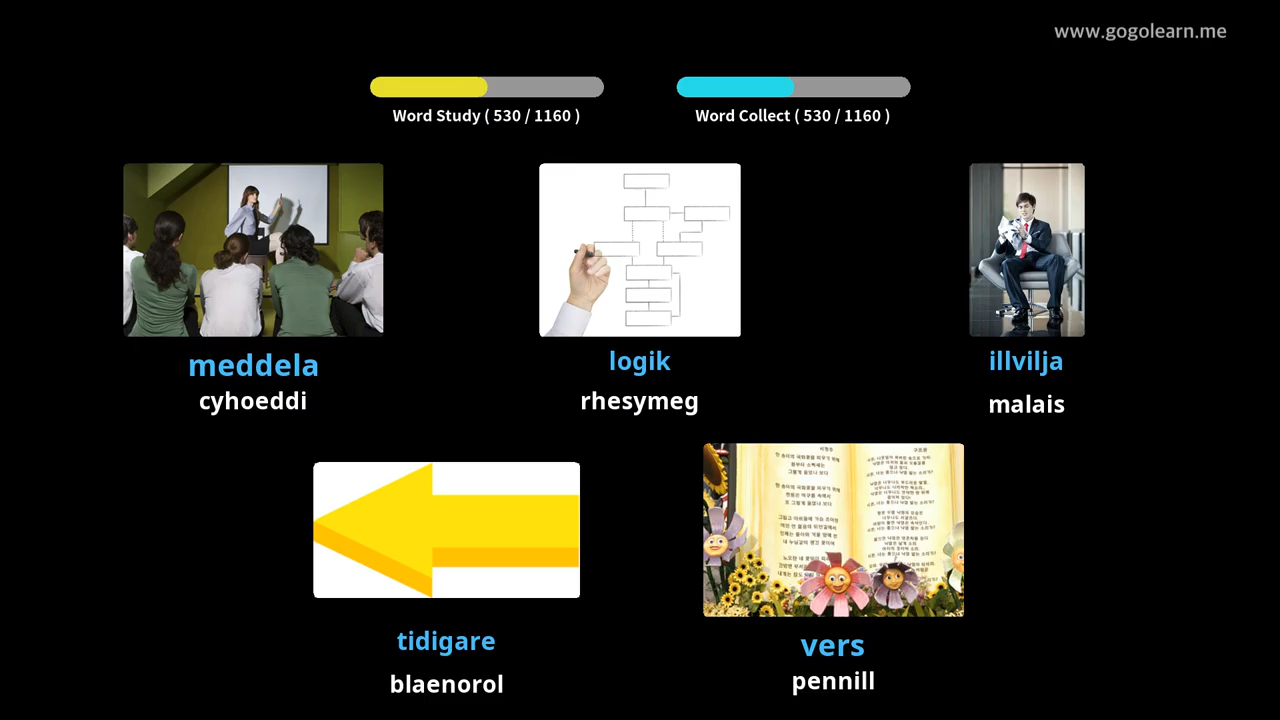 www.gogolearn.me
Word Study ( 530 / 1160 )
Word Collect ( 530 / 1160 )
meddela
cyhoeddi
logik
rhesymeg
illvilja
malais
tidigare
blaenorol
vers
pennill